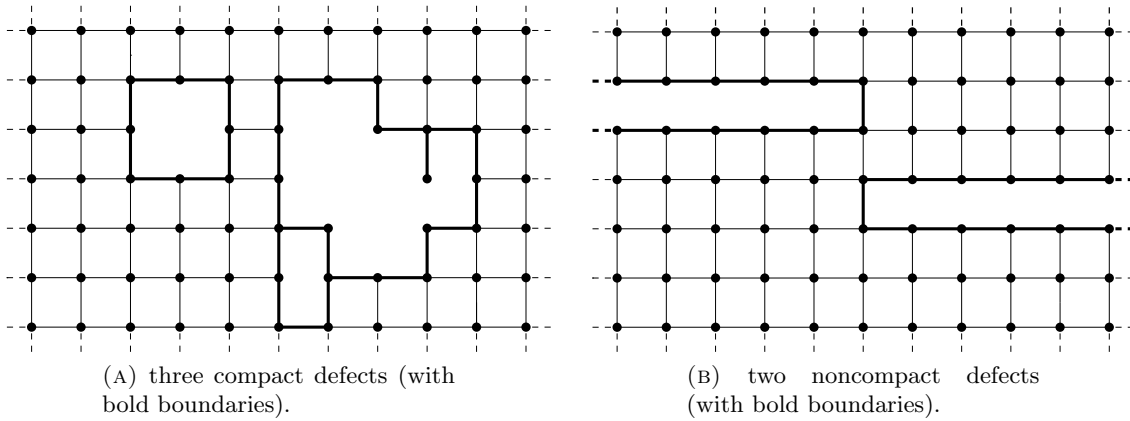 (A) three compact defects (with
bold boundaries).
(B) two noncompact defects
(with bold boundaries).